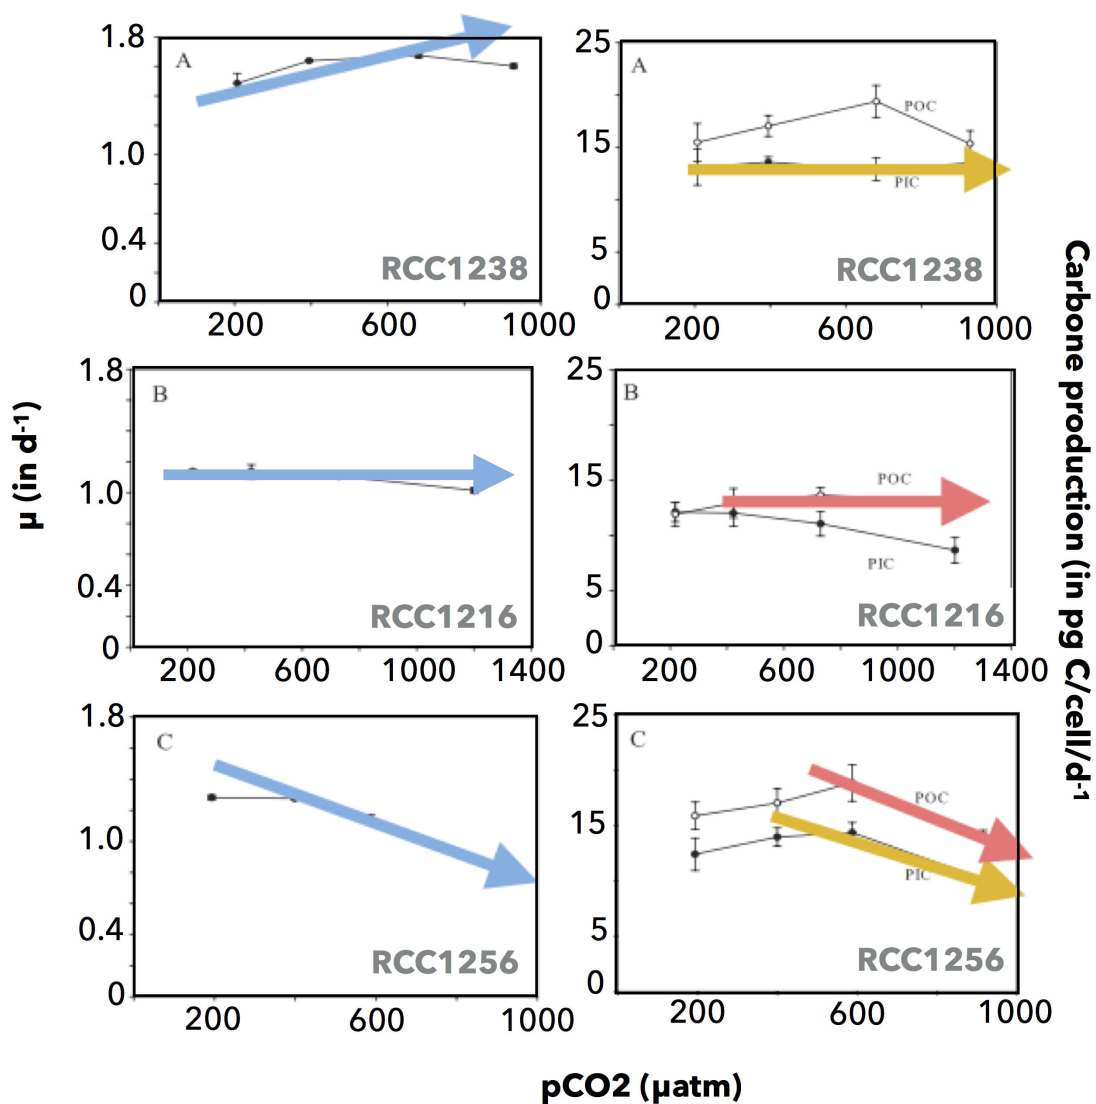 1.8
A
1.0
0.4
0
RCC1238
200
600
1000
25
A
POC
15
PIC
5
0
RCC1238
200
600
1000
1.8
B
1.0
0.4
0
RCC1216
200
600
1000
1400
25
B
POC
15
PIC
5
0
RCC1216
200
600
1000
1400
1.8
C
1.0
0.4
0
RCC1256
200
600
1000
25
C
POC
15
PIC
5
0
RCC1256
200
600
1000
µ (in d-1)
Carbone production (in pg C/cell/d-1
pCO2 (µatm)